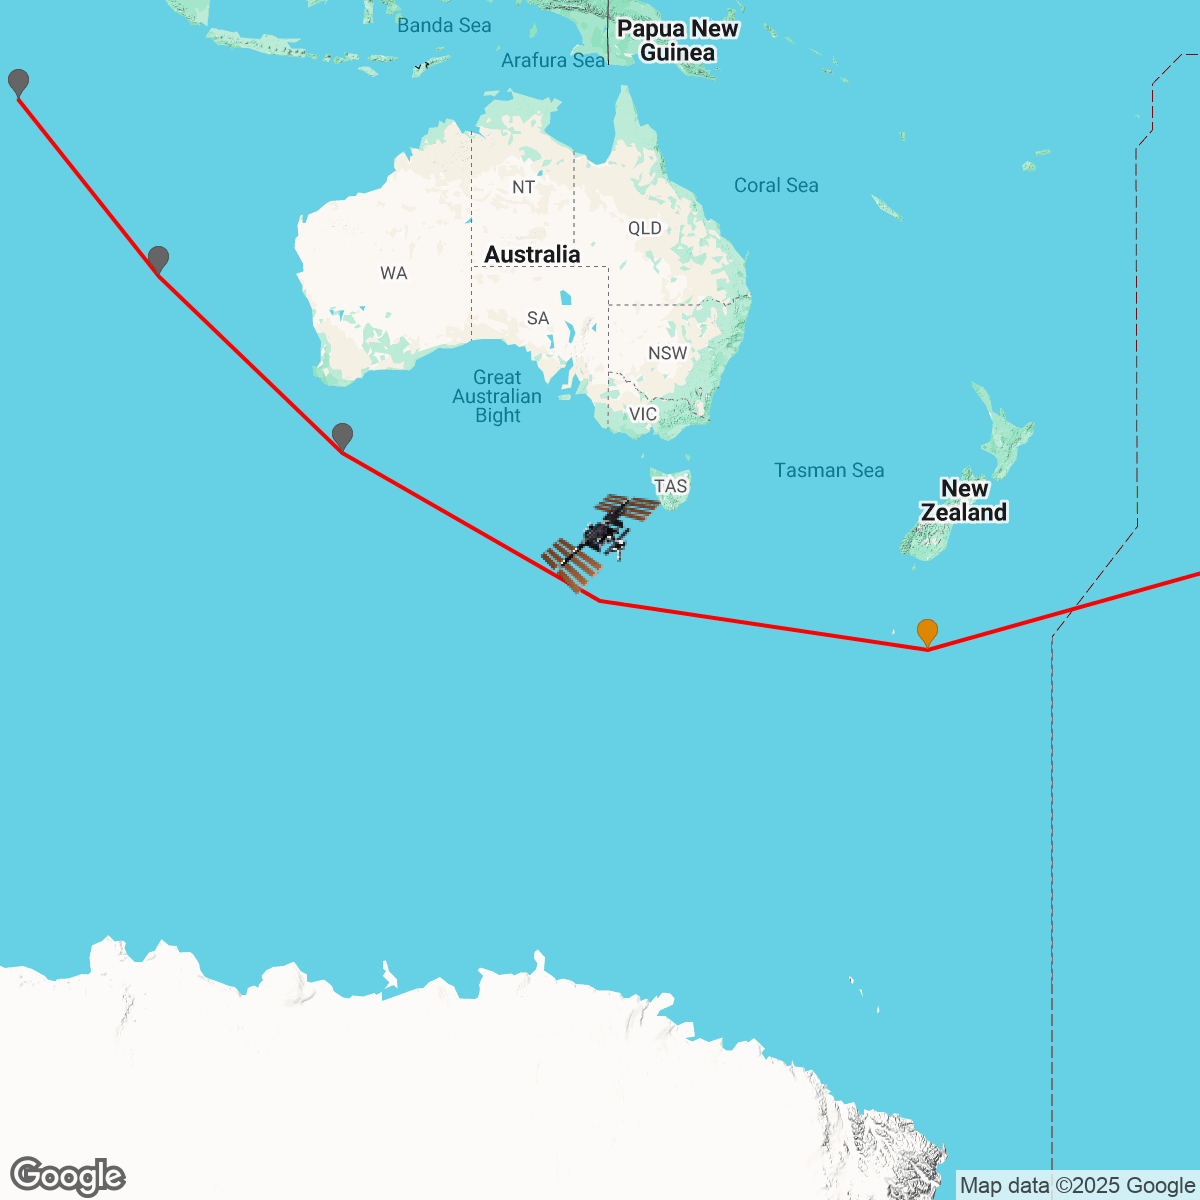 Banda Sea
Papua New
Guinea
Arafura Sea
NT
Coral Sea
QLD
Australia
WA
SA
NSW
Great
Australian
Bight
VIC
Tasman Sea
TAS
New
Zealand
Google
Map data ©2025 Google